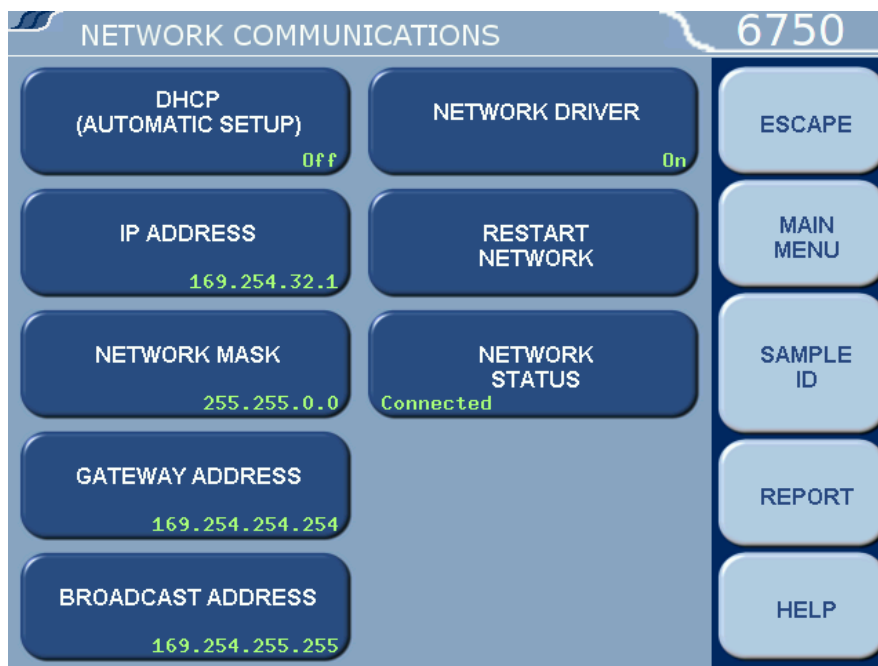 NETWORK COMMUNICATIONS
6750
DHCP
(AUTOMATIC SETUP)
Off
NETWORK DRIVER
On
ESCAPE
IP ADDRESS
169.254.32.1
RESTART
NETWORK
MAIN
MENU
NETWORK MASK
255.255.0.0
NETWORK
STATUS
Connected
SAMPLE
ID
GATEWAY ADDRESS
169.254.254.254
REPORT
BROADCAST ADDRESS
169.254.255.255
HELP